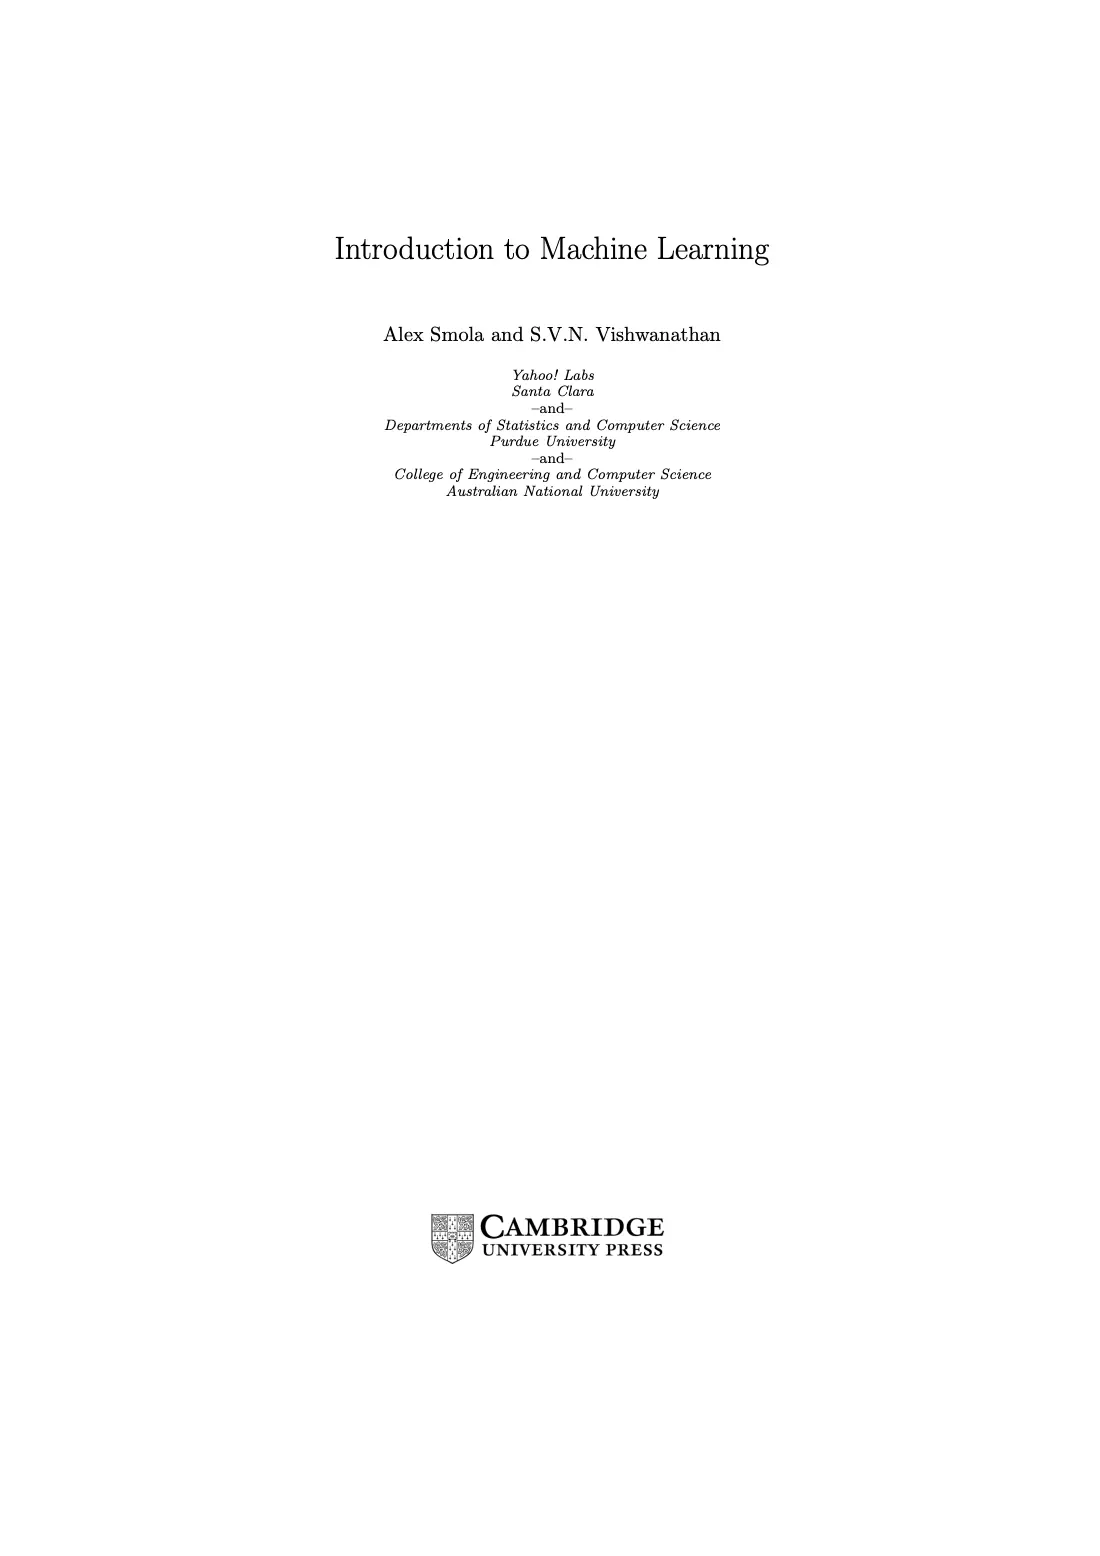 Introduction to Machine Learning
Alex Smola and S.V.N. Vishwanathan
Yahoo! Labs
Santa Clara
–and–
Departments of Statistics and Computer Science
Purdue University
–and–
College of Engineering and Computer Science
Australian National University
CAMBRIDGE
UNIVERSITY PRESS